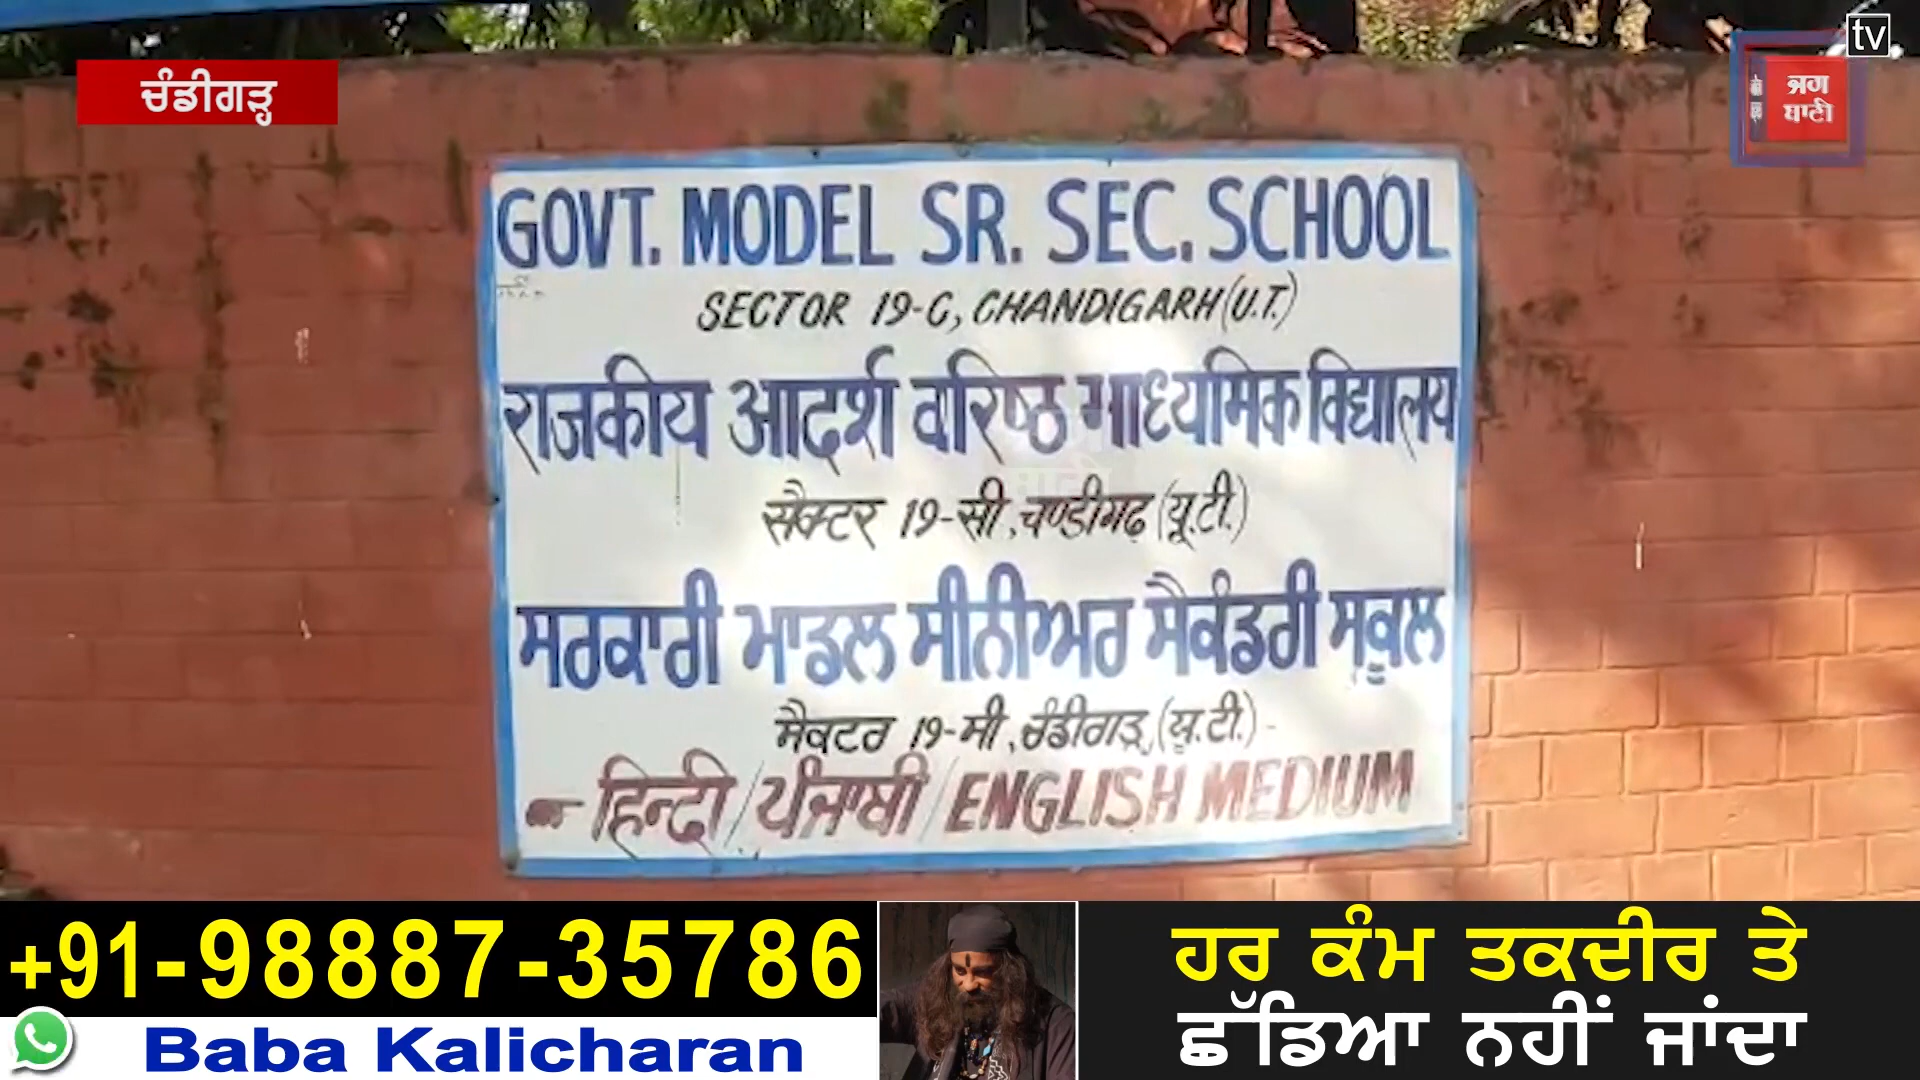 ਚੰਡੀਗੜ੍ਹ
tv
ਜਗ
ਬਾਣੀ
GOVT. MODEL SR. SEC. SCHOOL
SECTOR 19-C, CHANDIGARH (U.T.)
राजकीय आदर्श वरिष्ठ माध्यमिक विद्यालय
सैक्टर 19-सी, चण्डीगढ़ (यू.टी.)
ਸਰਕਾਰੀ ਮਾਡਲ ਸੀਨੀਅਰ ਸੈਕੰਡਰੀ ਸਕੂਲ
ਸੈਕਟਰ 19-ਸੀ, ਚੰਡੀਗੜ੍ਹ (ਯੂ.ਟੀ.)
हिन्दी/ਪੰਜਾਬੀ/ENGLISH MEDIUM
+91-98887-35786
Baba Kalicharan
ਹਰ ਕੰਮ ਤਕਦੀਰ ਤੇ
ਛੱਡਿਆ ਨਹੀਂ ਜਾਂਦਾ